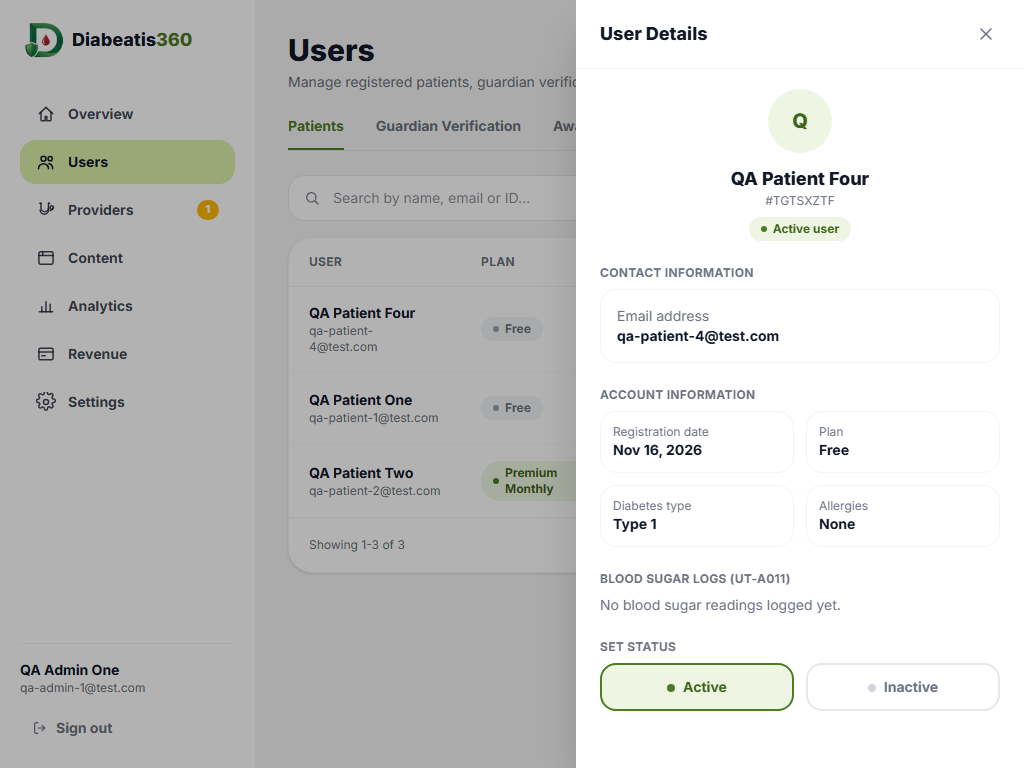 Diabeatis360
Overview
Users
Providers
1
Content
Analytics
Revenue
Settings
QA Admin One
qa-admin-1@test.com
Sign out
Users
Manage registered patients, guardian
Patients
Guardian Verification
Search by name, email or ID...
USER
PLAN
QA Patient Four
qa-patient-
4@test.com
Free
QA Patient One
qa-patient-1@test.com
Free
QA Patient Two
qa-patient-2@test.com
Premium
Monthly
Showing 1-3 of 3
User Details
Q
QA Patient Four
#TGTSXZTF
Active user
CONTACT INFORMATION
Email address
qa-patient-4@test.com
ACCOUNT INFORMATION
Registration date
Nov 16, 2026
Plan
Free
Diabetes type
Type 1
Allergies
None
BLOOD SUGAR LOGS (UT-A011)
No blood sugar readings logged yet.
SET STATUS
Active
Inactive